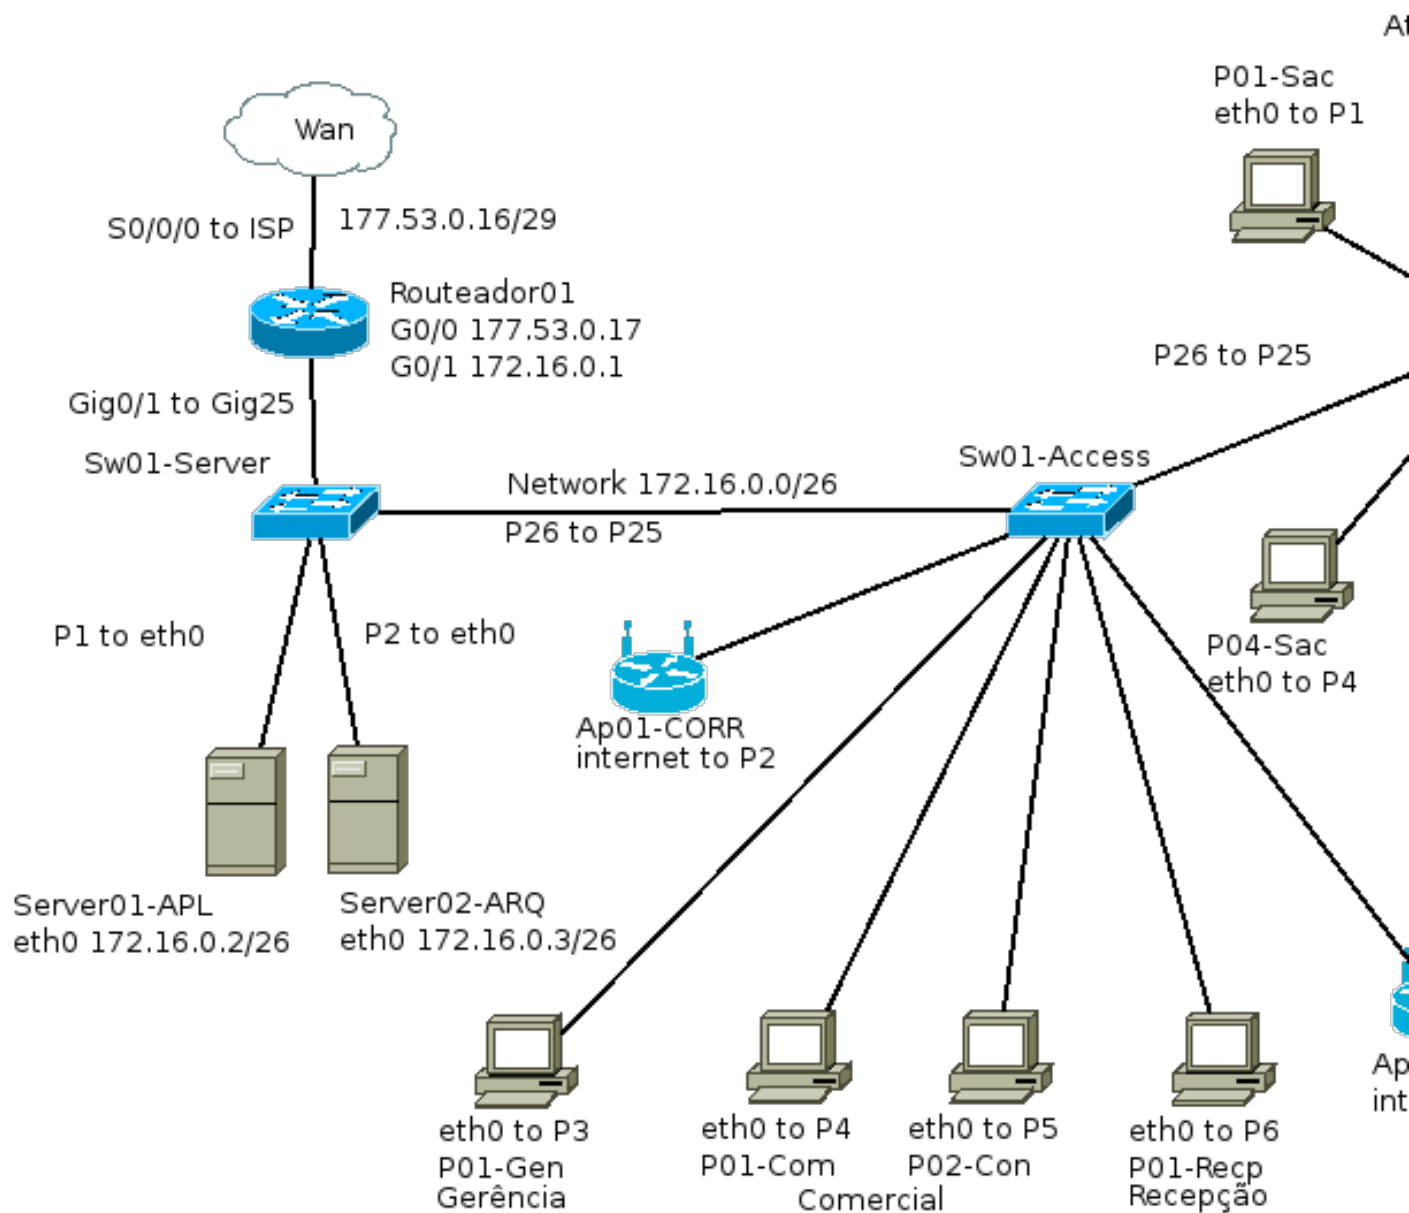 At
P01-Sac
eth0 to P1
Wan
S0/0/0 to ISP
177.53.0.16/29
Routeador01
G0/0 177.53.0.17
G0/1 172.16.0.1
P26 to P25
Gig0/1 to Gig25
Sw01-Server
Sw01-Access
Network 172.16.0.0/26
P26 to P25
P1 to eth0
P2 to eth0
P04-Sac
eth0 to P4
Ap01-CORR
internet to P2
Server01-APL
eth0 172.16.0.2/26
Server02-ARQ
eth0 172.16.0.3/26
Ap
int
eth0 to P3
P01-Gen
Gerência
eth0 to P4
P01-Com
eth0 to P5
P02-Con
Comercial
eth0 to P6
P01-Recp
Recepção